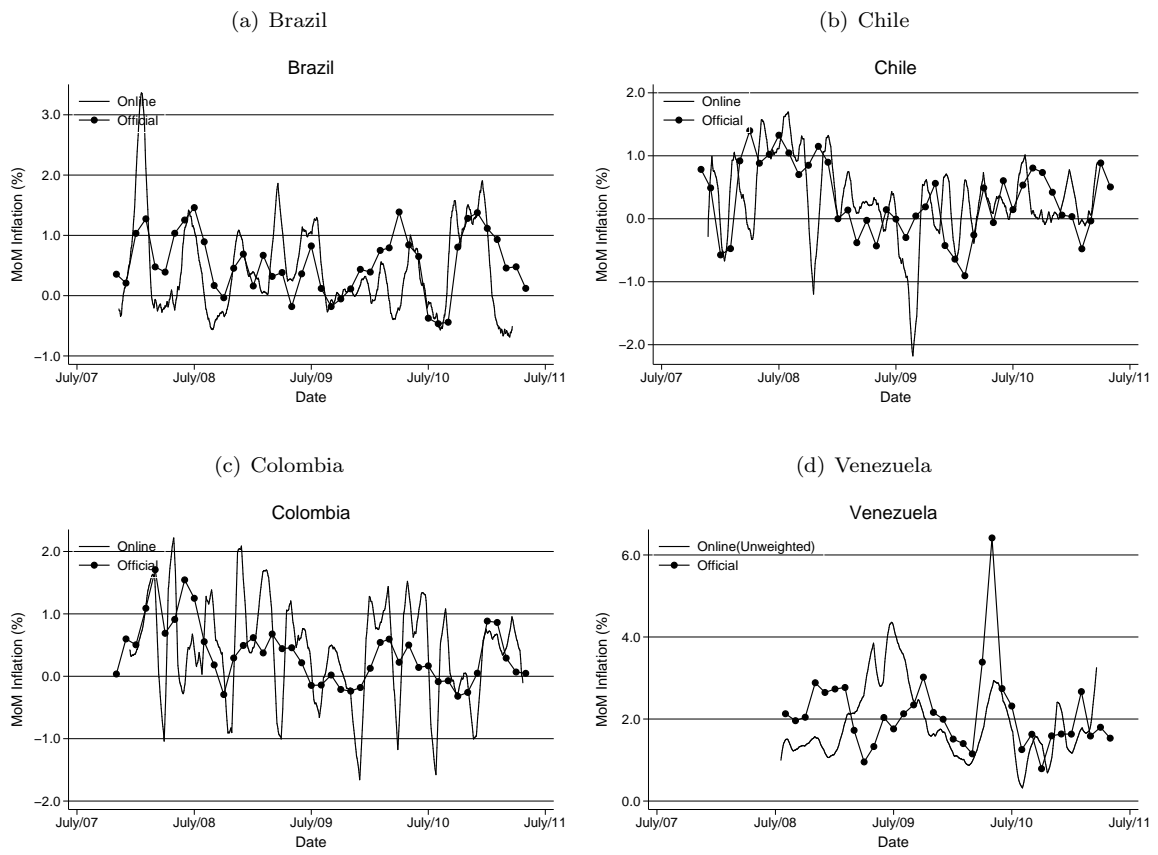 (a) Brazil
Brazil
Online
Official
3.0
2.0
1.0
0.0
−1.0
MoM Inflation (%)
July/07 July/08 July/09 July/10 July/11
Date
(b) Chile
Chile
Online
Official
2.0
1.0
0.0
−1.0
−2.0
MoM Inflation (%)
July/07 July/08 July/09 July/10 July/11
Date
(c) Colombia
Colombia
Online
Official
2.0
1.0
0.0
−1.0
−2.0
MoM Inflation (%)
July/07 July/08 July/09 July/10 July/11
Date
(d) Venezuela
Venezuela
Online(Unweighted)
Official
6.0
4.0
2.0
0.0
MoM Inflation (%)
July/07 July/08 July/09 July/10 July/11
Date